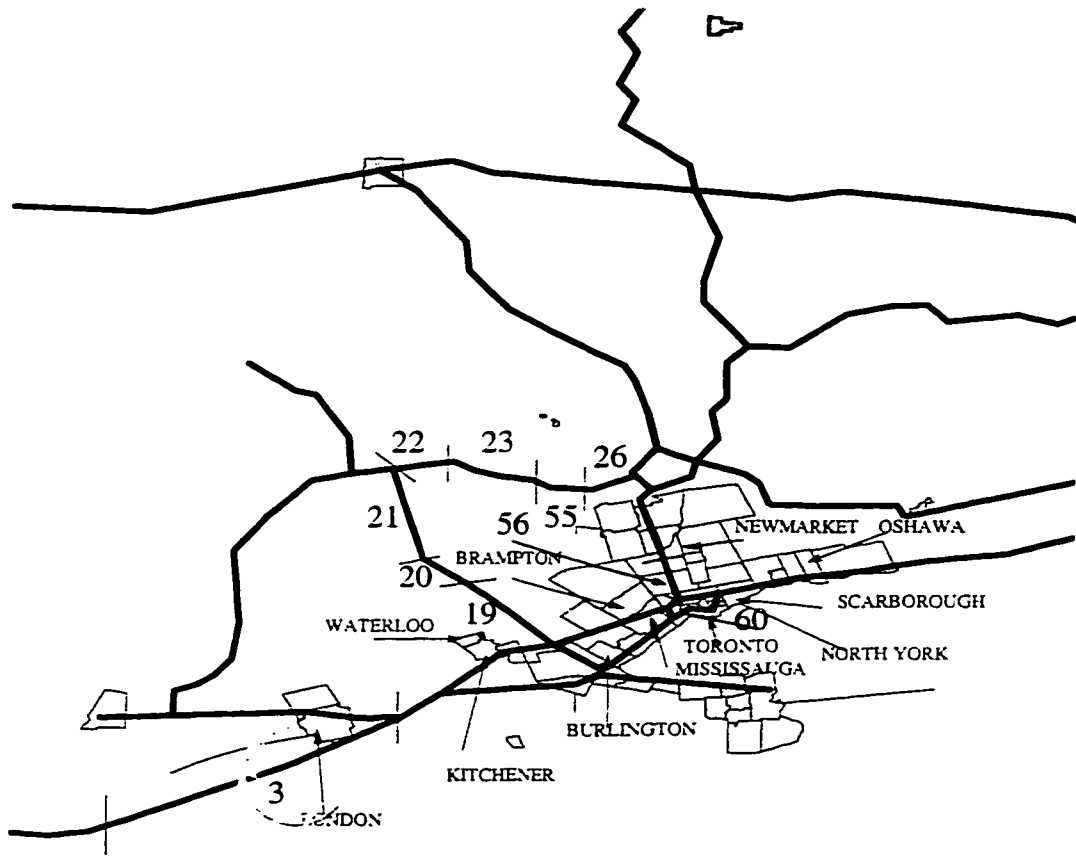 22
23
26
21
55
56
NEWMARKET
OSHAWA
BRAMPTON
20
19
SCARBOROUGH
WATERLOO
60
TORONTO
NORTH YORK
MISSISSAUGA
BURLINGTON
KITCHENER
3
LONDON